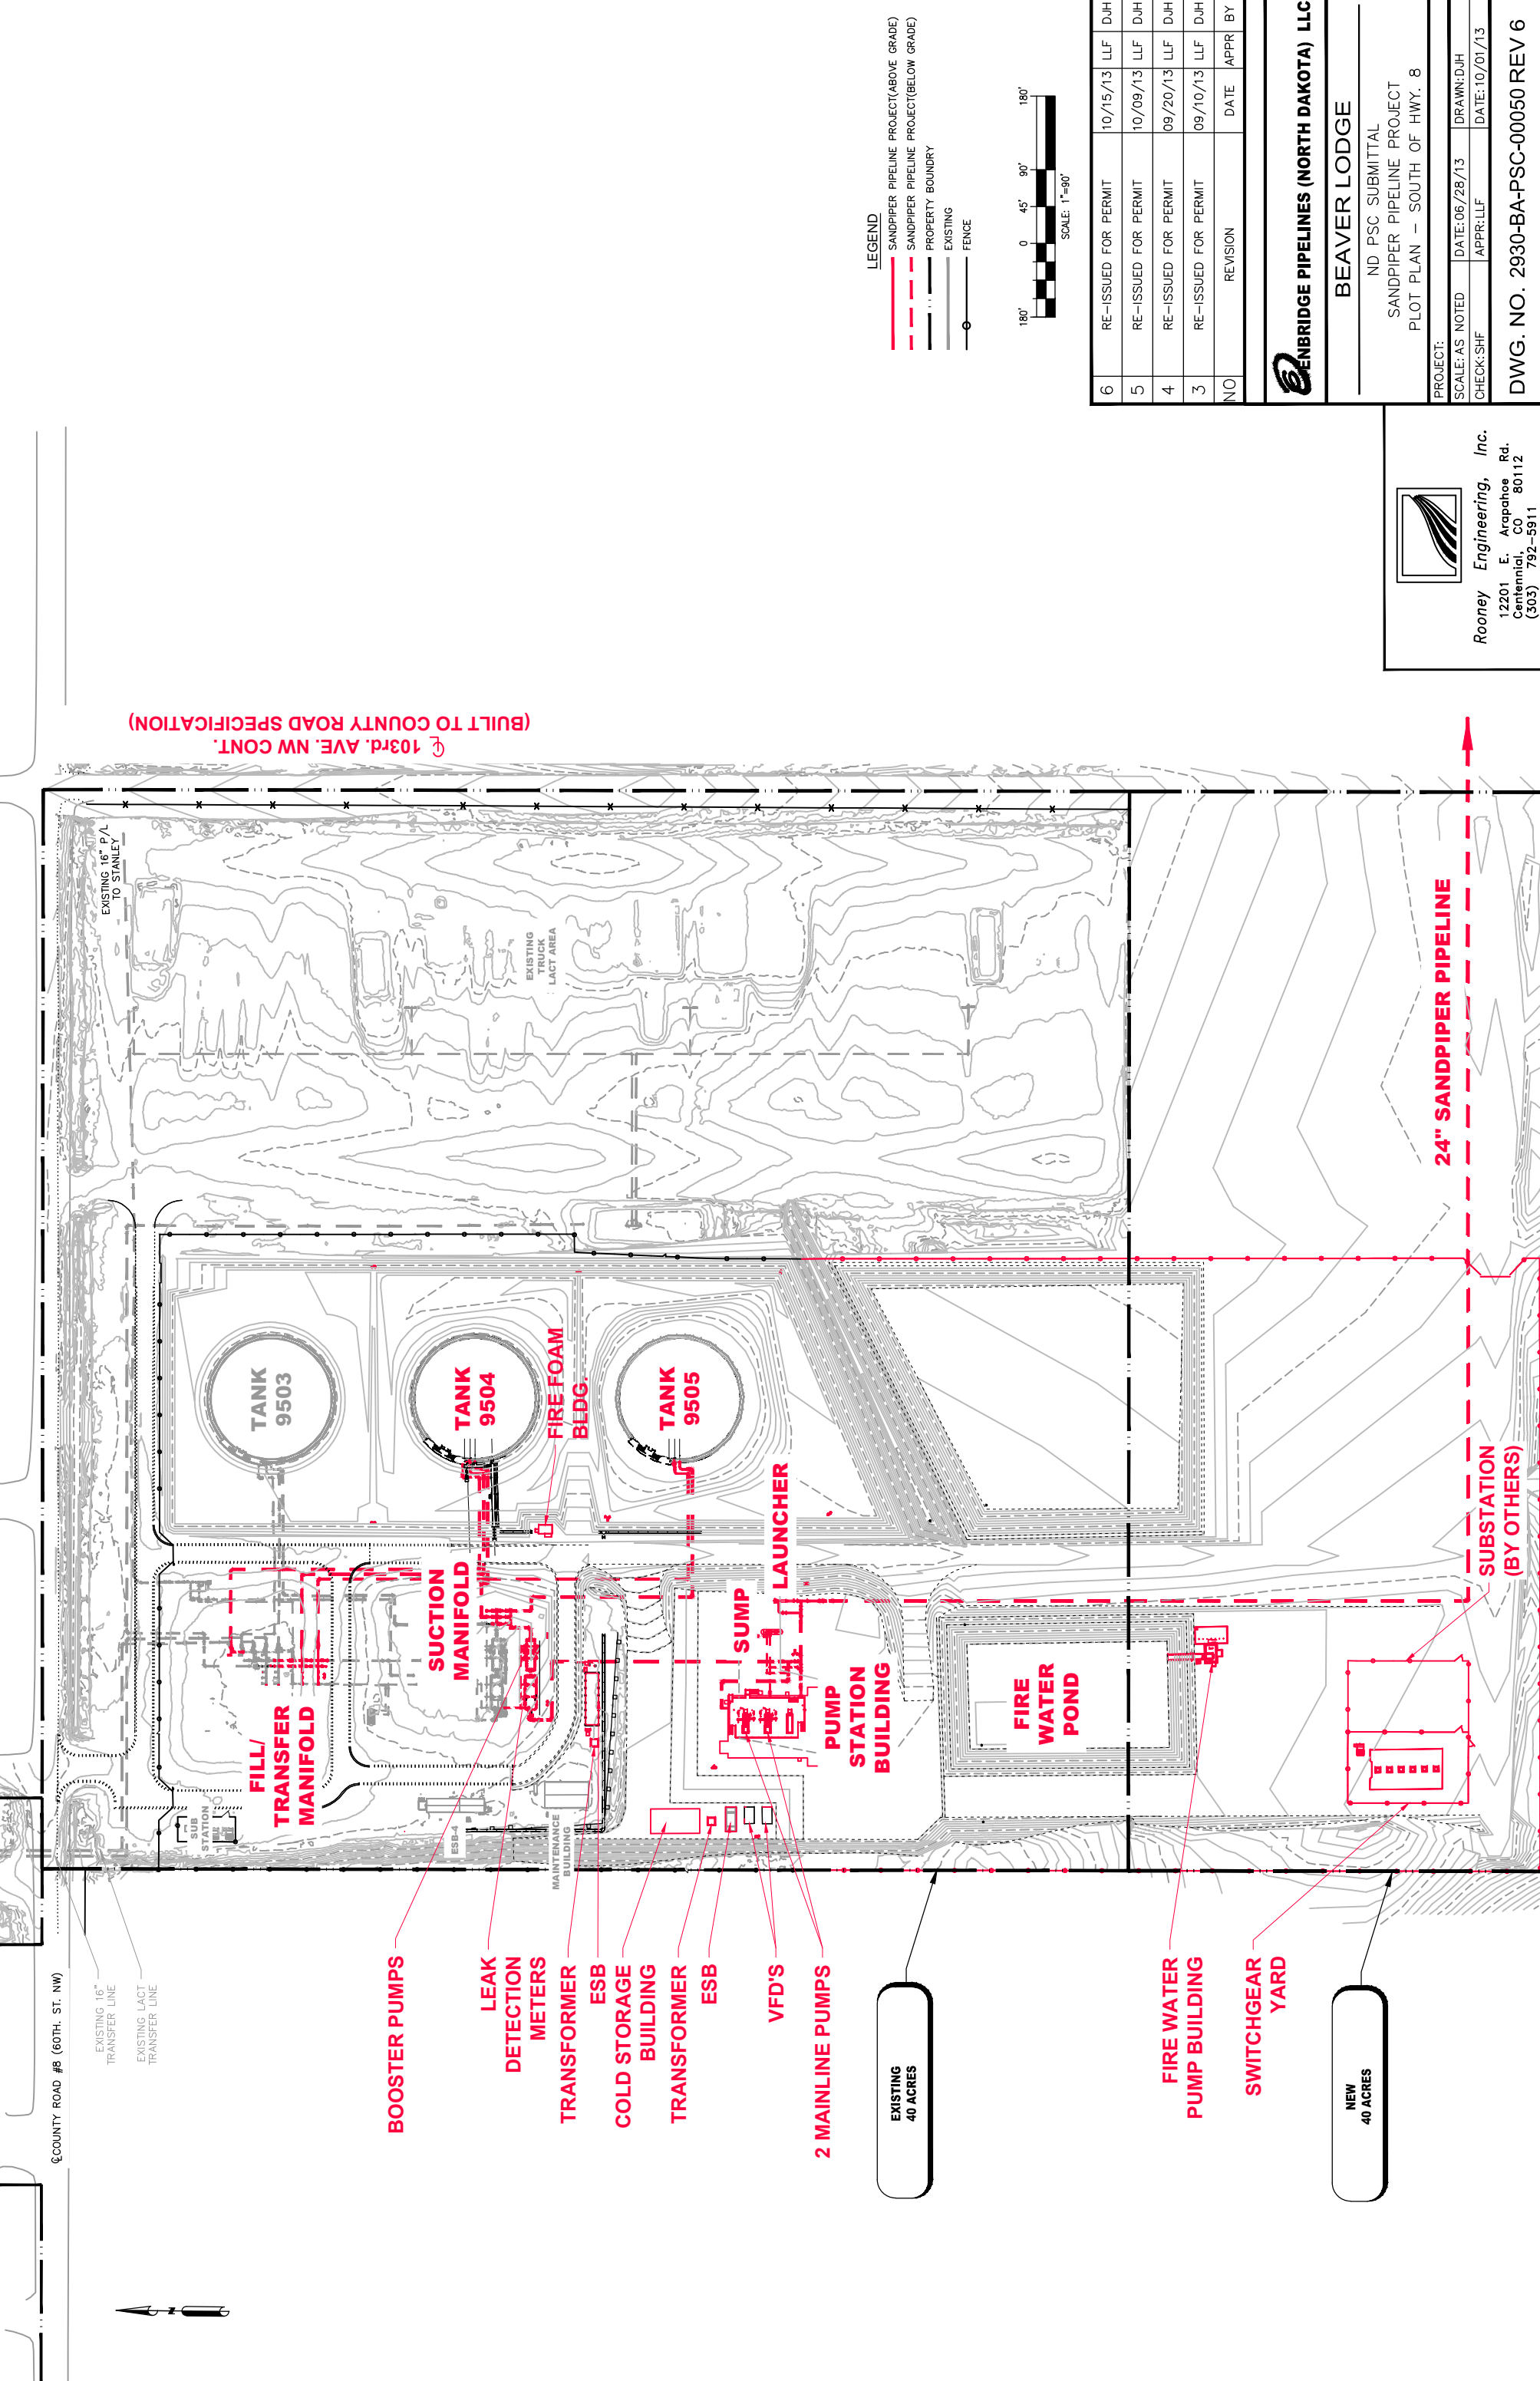 COUNTY ROAD #8 (60TH. ST. NW)
EXISTING 16"
TRANSFER LINE
EXISTING LACT
TRANSFER LINE
EXISTING 16" P/L
TO STANLEY
℄ 103rd. AVE. NW CONT.
(BUILT TO COUNTY ROAD SPECIFICATION)
SUB
STATION
FILL/
TRANSFER
MANIFOLD
TANK
9503
EXISTING
TRUCK
LACT AREA
SUCTION
MANIFOLD
TANK
9504
ESB-4
FIRE FOAM
BLDG.
MAINTENANCE
BUILDING
TANK
9505
SUMP
LAUNCHER
PUMP
STATION
BUILDING
FIRE
WATER
POND
BOOSTER PUMPS
LEAK
DETECTION
METERS
TRANSFORMER
ESB
COLD STORAGE
BUILDING
TRANSFORMER
ESB
VFD'S
2 MAINLINE PUMPS
EXISTING
40 ACRES
FIRE WATER
PUMP BUILDING
SWITCHGEAR
YARD
NEW
40 ACRES
24" SANDPIPER PIPELINE
SUBSTATION
(BY OTHERS)
N
LEGEND
SANDPIPER PIPELINE PROJECT(ABOVE GRADE)
SANDPIPER PIPELINE PROJECT(BELOW GRADE)
PROPERTY BOUNDRY
EXISTING
FENCE
180' 0 45' 90' 180'
SCALE: 1"=90'
6 RE-ISSUED FOR PERMIT 10/15/13 LLF DJH
5 RE-ISSUED FOR PERMIT 10/09/13 LLF DJH
4 RE-ISSUED FOR PERMIT 09/20/13 LLF DJH
3 RE-ISSUED FOR PERMIT 09/10/13 LLF DJH
NO REVISION DATE APPR BY
ENBRIDGE PIPELINES (NORTH DAKOTA) LLC
BEAVER LODGE
ND PSC SUBMITTAL
SANDPIPER PIPELINE PROJECT
PLOT PLAN - SOUTH OF HWY. 8
PROJECT:
SCALE: AS NOTED DATE:06/28/13 DRAWN:DJH
CHECK:SHF APPR:LLF DATE:10/01/13
DWG. NO. 2930-BA-PSC-00050 REV 6
Rooney Engineering, Inc.
12201 E. Arapahoe Rd.
Centennial, CO 80112
(303) 792-5911